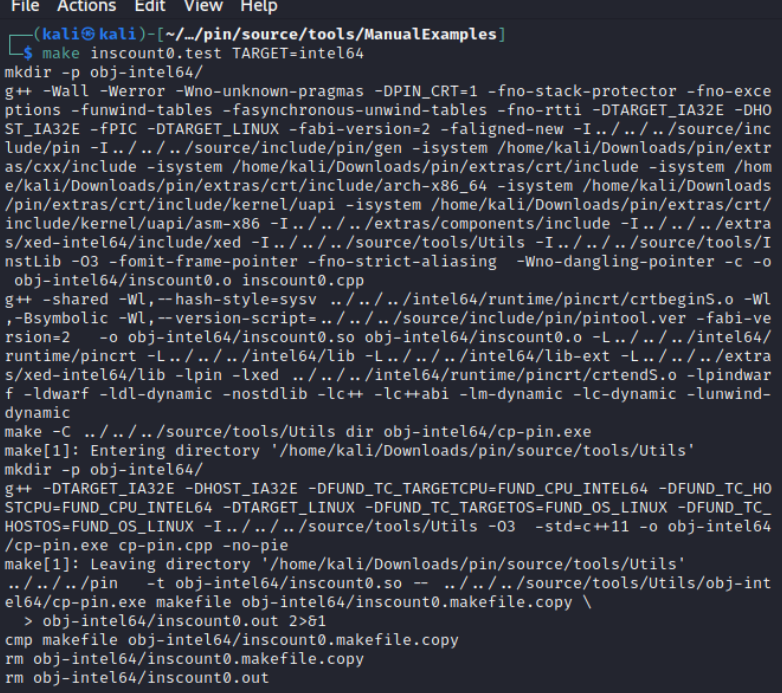 File Actions Edit View Help
┌──(kali㉿kali)-[~/…/pin/source/tools/ManualExamples]
└─$ make inscount0.test TARGET=intel64
mkdir -p obj-intel64/
g++ -Wall -Werror -Wno-unknown-pragmas -DPIN_CRT=1 -fno-stack-protector -fno-exce
ptions -funwind-tables -fasynchronous-unwind-tables -fno-rtti -DTARGET_IA32E -DHO
ST_IA32E -fPIC -DTARGET_LINUX -fabi-version=2 -faligned-new -I../../../source/inc
lude/pin -I../../../source/include/pin/gen -isystem /home/kali/Downloads/pin/extr
as/cxx/include -isystem /home/kali/Downloads/pin/extras/crt/include -isystem /hom
e/kali/Downloads/pin/extras/crt/include/arch-x86_64 -isystem /home/kali/Downloads
/pin/extras/crt/include/kernel/uapi -isystem /home/kali/Downloads/pin/extras/crt/
include/kernel/uapi/asm-x86 -I../../../extras/components/include -I../../../extra
s/xed-intel64/include/xed -I../../../source/tools/Utils -I../../../source/tools/I
nstLib -O3 -fomit-frame-pointer -fno-strict-aliasing  -Wno-dangling-pointer -c -o
 obj-intel64/inscount0.o inscount0.cpp
g++ -shared -Wl,--hash-style=sysv ../../../intel64/runtime/pincrt/crtbeginS.o -Wl
,-Bsymbolic -Wl,--version-script=../../../source/include/pin/pintool.ver -fabi-ve
rsion=2   -o obj-intel64/inscount0.so obj-intel64/inscount0.o -L../../../intel64/
runtime/pincrt -L../../../intel64/lib -L../../../intel64/lib-ext -L../../../extra
s/xed-intel64/lib -lpin -lxed ../../../intel64/runtime/pincrt/crtendS.o -lpindwar
f -ldwarf -ldl-dynamic -nostdlib -lc++ -lc++abi -lm-dynamic -lc-dynamic -lunwind-
dynamic
make -C ../../../source/tools/Utils dir obj-intel64/cp-pin.exe
make[1]: Entering directory '/home/kali/Downloads/pin/source/tools/Utils'
mkdir -p obj-intel64/
g++ -DTARGET_IA32E -DHOST_IA32E -DFUND_TC_TARGETCPU=FUND_CPU_INTEL64 -DFUND_TC_HO
STCPU=FUND_CPU_INTEL64 -DTARGET_LINUX -DFUND_TC_TARGETOS=FUND_OS_LINUX -DFUND_TC_
HOSTOS=FUND_OS_LINUX -I../../../source/tools/Utils -O3  -std=c++11 -o obj-intel64
/cp-pin.exe cp-pin.cpp -no-pie
make[1]: Leaving directory '/home/kali/Downloads/pin/source/tools/Utils'
../../../pin   -t obj-intel64/inscount0.so -- ../../../source/tools/Utils/obj-int
el64/cp-pin.exe makefile obj-intel64/inscount0.makefile.copy \
  > obj-intel64/inscount0.out 2>&1
cmp makefile obj-intel64/inscount0.makefile.copy
rm obj-intel64/inscount0.makefile.copy
rm obj-intel64/inscount0.out